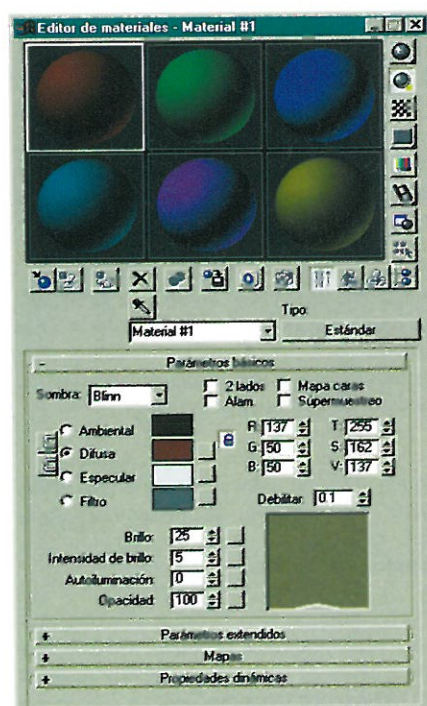 Editor de materiales - Material #1
Tipo:
Material #1 Estándar
- Parámetros básicos
Sombra: Blinn 2 lados Mapa caras
Alam. Súpermuestreo
Ambiental R: 137 T: 255
Difusa G: 50 S: 162
Especular B: 50 V: 137
Filtro Debilitar: 0.1
Brillo: 25
Intensidad de brillo: 5
Autoiluminación: 0
Opacidad: 100
+ Parámetros extendidos
+ Mapas
+ Propiedades dinámicas